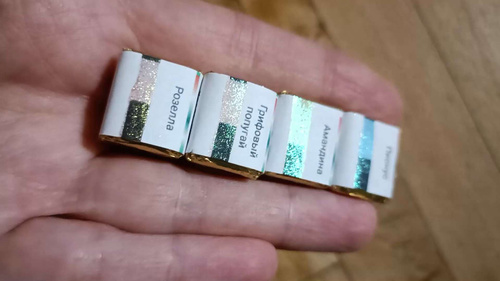 Розелла
Грифовый
попугай
Амандина